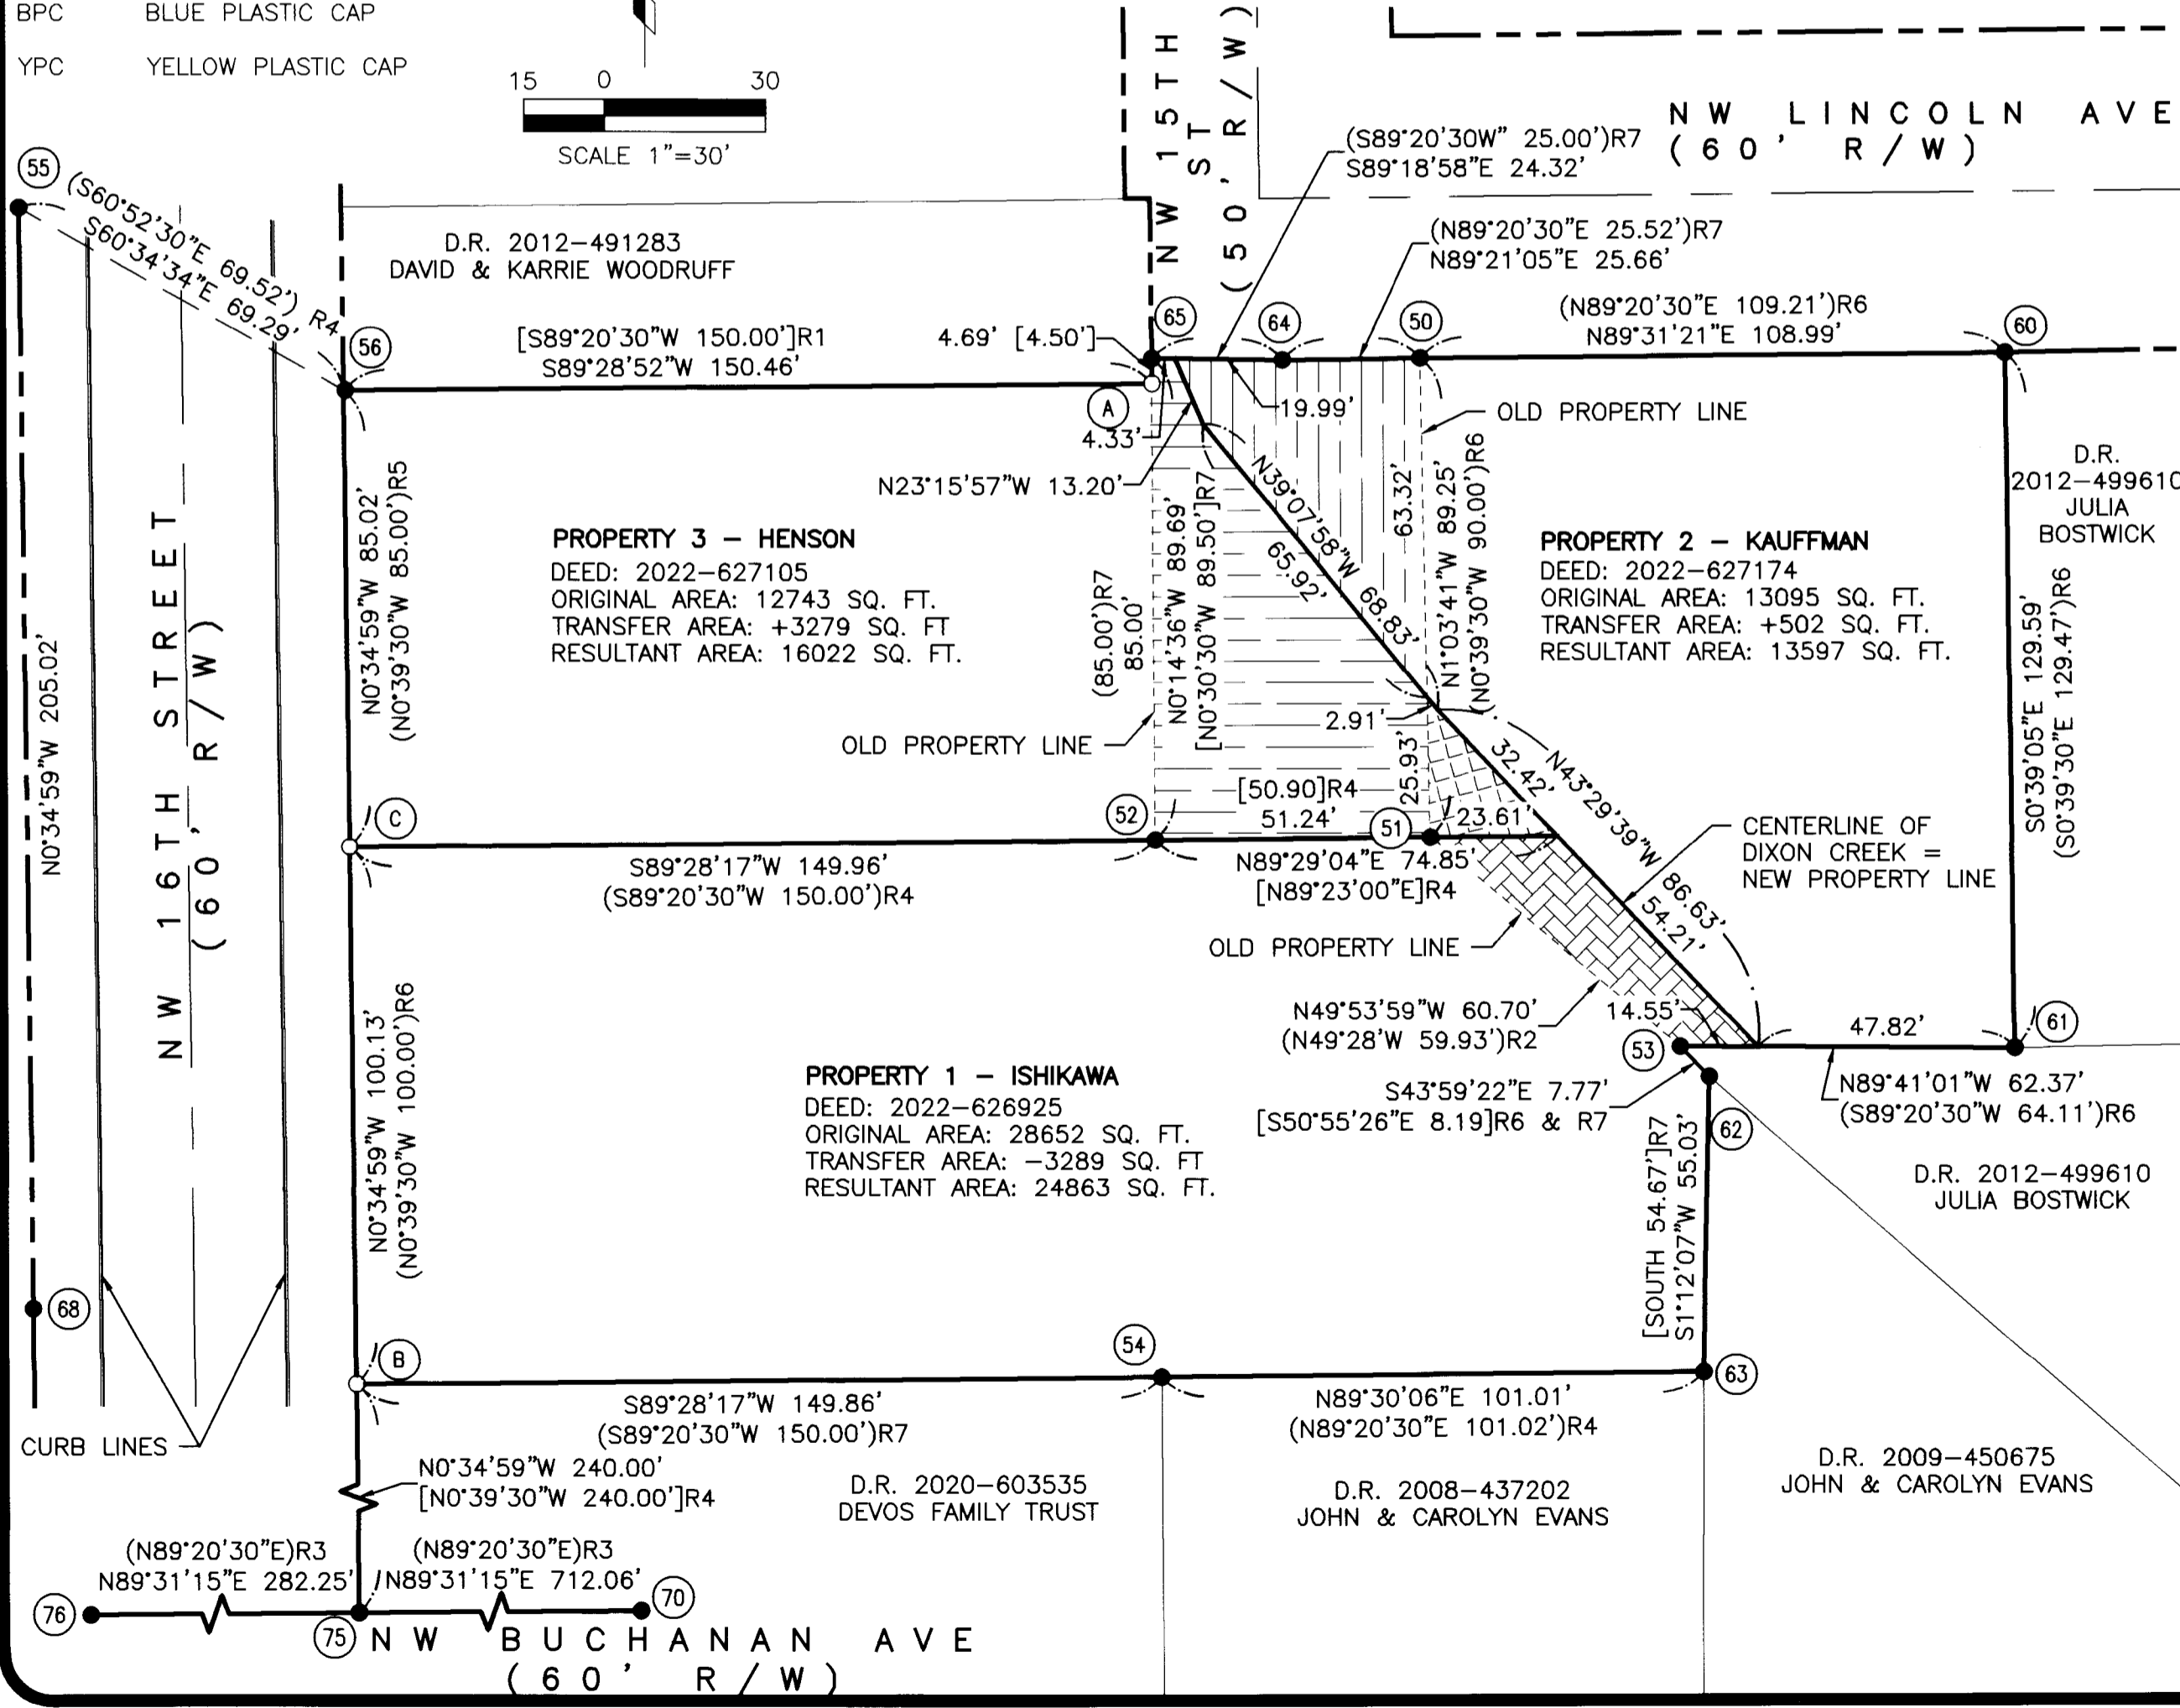 BPC BLUE PLASTIC CAP
YPC YELLOW PLASTIC CAP
15 0 30
SCALE 1"=30'
NW 15TH
ST
(50' R/W)
NW LINCOLN AVE
(60' R/W)
(S89°20'30W" 25.00')R7
S89°18'58"E 24.32'
(N89°20'30"E 25.52')R7
N89°21'05"E 25.66'
(N89°20'30"E 109.21')R6
N89°31'21"E 108.99'
55
(S60°52'30"E 69.52') R4
S60°34'34"E 69.29'
56
D.R. 2012-491283
DAVID & KARRIE WOODRUFF
[S89°20'30"W 150.00']R1
S89°28'52"W 150.46'
4.69' [4.50']
65
64
50
60
A
4.33'
19.99'
OLD PROPERTY LINE
N23°15'57"W 13.20'
N39°07'58"W 68.83'
65.92'
63.32'
N1°03'41"W 89.25'
(N0°39'30"W 90.00')R6
D.R.
2012-499610
JULIA
BOSTWICK
N0°34'59"W 85.02'
(N0°39'30"W 85.00')R5
PROPERTY 3 - HENSON
DEED: 2022-627105
ORIGINAL AREA: 12743 SQ. FT.
TRANSFER AREA: +3279 SQ. FT
RESULTANT AREA: 16022 SQ. FT.
(85.00')R7
85.00'
N0°14'36"W 89.69'
[N0°30'30"W 89.50']R7
PROPERTY 2 - KAUFFMAN
DEED: 2022-627174
ORIGINAL AREA: 13095 SQ. FT.
TRANSFER AREA: +502 SQ. FT.
RESULTANT AREA: 13597 SQ. FT.
S0°39'05"E 129.59'
(S0°39'30"E 129.47')R6
N0°34'59"W 205.02'
NW 16TH STREET
(60' R/W)
OLD PROPERTY LINE
2.91'
25.93'
32.42'
N43°29'39"W 86.63'
54.21'
C
52
[50.90]R4
51.24'
51
23.61'
CENTERLINE OF
DIXON CREEK =
NEW PROPERTY LINE
S89°28'17"W 149.96'
(S89°20'30"W 150.00')R4
N89°29'04"E 74.85'
[N89°23'00"E]R4
OLD PROPERTY LINE
N49°53'59"W 60.70'
(N49°28'W 59.93')R2
14.55'
47.82'
53
61
N0°34'59"W 100.13'
(N0°39'30"W 100.00')R6
PROPERTY 1 - ISHIKAWA
DEED: 2022-626925
ORIGINAL AREA: 28652 SQ. FT.
TRANSFER AREA: -3289 SQ. FT
RESULTANT AREA: 24863 SQ. FT.
S43°59'22"E 7.77'
[S50°55'26"E 8.19]R6 & R7
N89°41'01"W 62.37'
(S89°20'30"W 64.11')R6
62
[SOUTH 54.67']R7
S1°12'07"W 55.03'
D.R. 2012-499610
JULIA BOSTWICK
68
B
54
63
S89°28'17"W 149.86'
(S89°20'30"W 150.00')R7
N89°30'06"E 101.01'
(N89°20'30"E 101.02')R4
CURB LINES
N0°34'59"W 240.00'
[N0°39'30"W 240.00']R4
D.R. 2020-603535
DEVOS FAMILY TRUST
D.R. 2008-437202
JOHN & CAROLYN EVANS
D.R. 2009-450675
JOHN & CAROLYN EVANS
(N89°20'30"E)R3
N89°31'15"E 282.25'
(N89°20'30"E)R3
N89°31'15"E 712.06'
76
75
70
NW BUCHANAN AVE
(60' R/W)